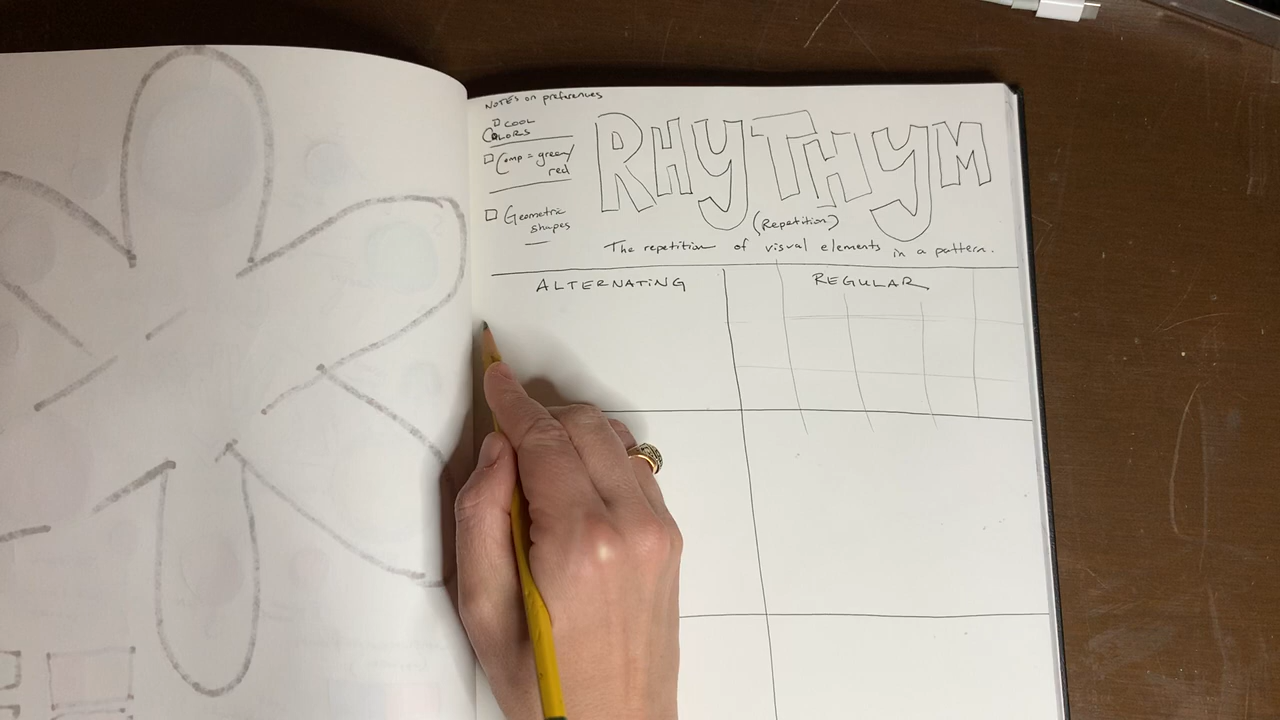 NOTES on preferences
COOL
COLORS
Comp = green/
red
Geometric
shapes
RHYTHYM
(Repetition)
The repetition of visual elements in a pattern.
ALTERNATING
REGULAR